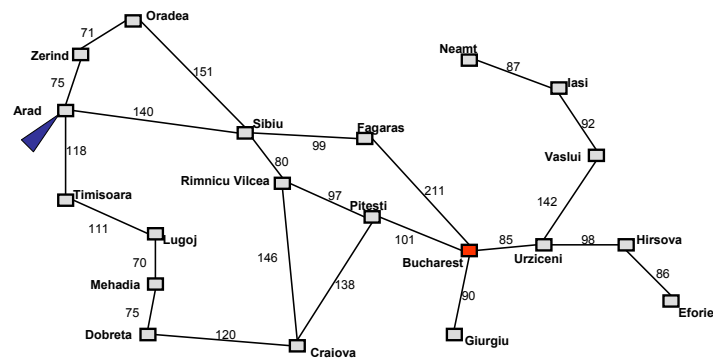 Oradea
71
Neamt
Zerind
87
151
Iasi
75
Arad
140
Sibiu
Fagaras
92
99
118
80
Vaslui
Rimnicu Vilcea
Timisoara
97
211
142
Pitesti
111
Lugoj
101
85
98
Hirsova
146
Bucharest
Urziceni
70
138
86
Mehadia
90
75
Eforie
120
Dobreta
Giurgiu
Craiova